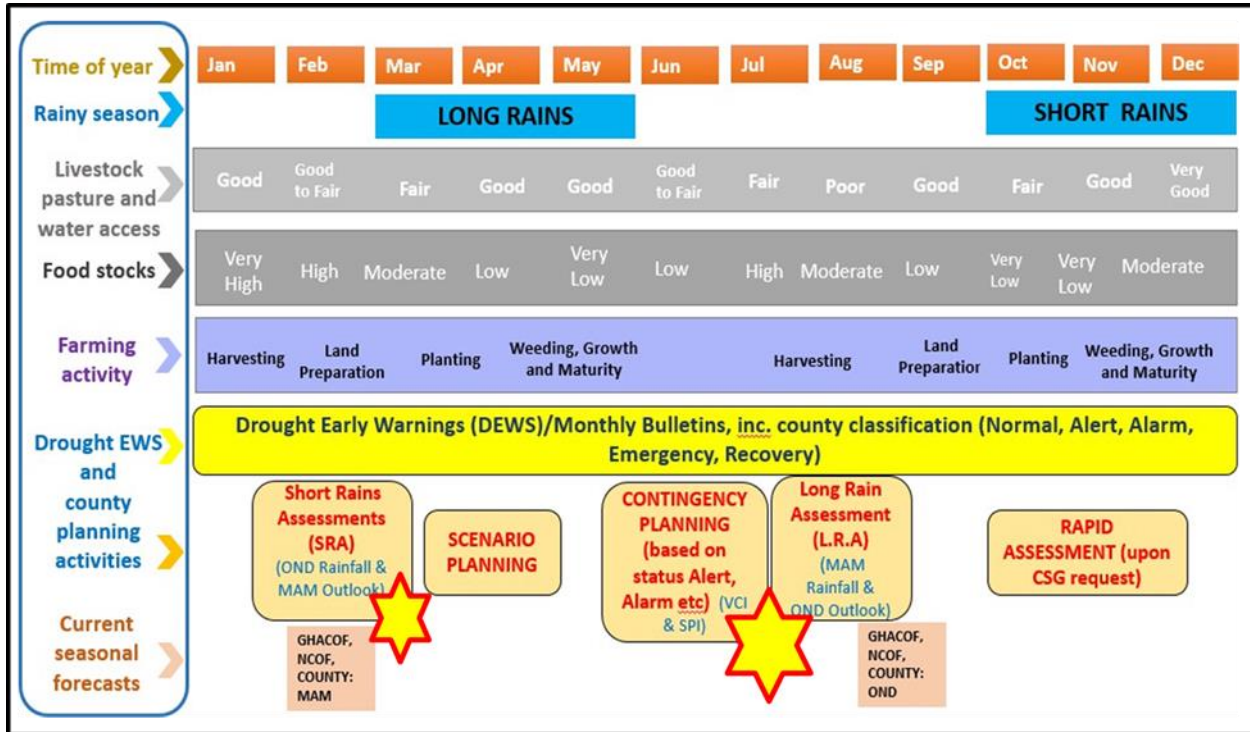 Time of year
Jan Feb Mar Apr May Jun Jul Aug Sep Oct Nov Dec
Rainy season
LONG RAINS
SHORT RAINS
Livestock
pasture and
water access
Good
Good
to Fair
Fair
Good
Good
Good
to Fair
Fair
Poor
Good
Fair
Good
Very
Good
Food stocks
Very
High
High
Moderate
Low
Very
Low
Low
High
Moderate
Low
Very
Low
Very
Low
Moderate
Farming
activity
Harvesting
Land
Preparation
Planting
Weeding, Growth
and Maturity
Harvesting
Land
Preparatior
Planting
Weeding, Growth
and Maturity
Drought EWS
and
county
planning
activities
Drought Early Warnings (DEWS)/Monthly Bulletins, inc. county classification (Normal, Alert, Alarm,
Emergency, Recovery)
Short Rains
Assessments
(SRA)
(OND Rainfall &
MAM Outlook)
SCENARIO
PLANNING
CONTINGENCY
PLANNING
(based on
status Alert,
Alarm etc) (VCI
& SPI)
Long Rain
Assessment
(L.R.A)
(MAM
Rainfall &
OND Outlook)
RAPID
ASSESSMENT (upon
CSG request)
Current
seasonal
forecasts
GHACOF,
NCOF,
COUNTY:
MAM
GHACOF,
NCOF,
COUNTY:
OND